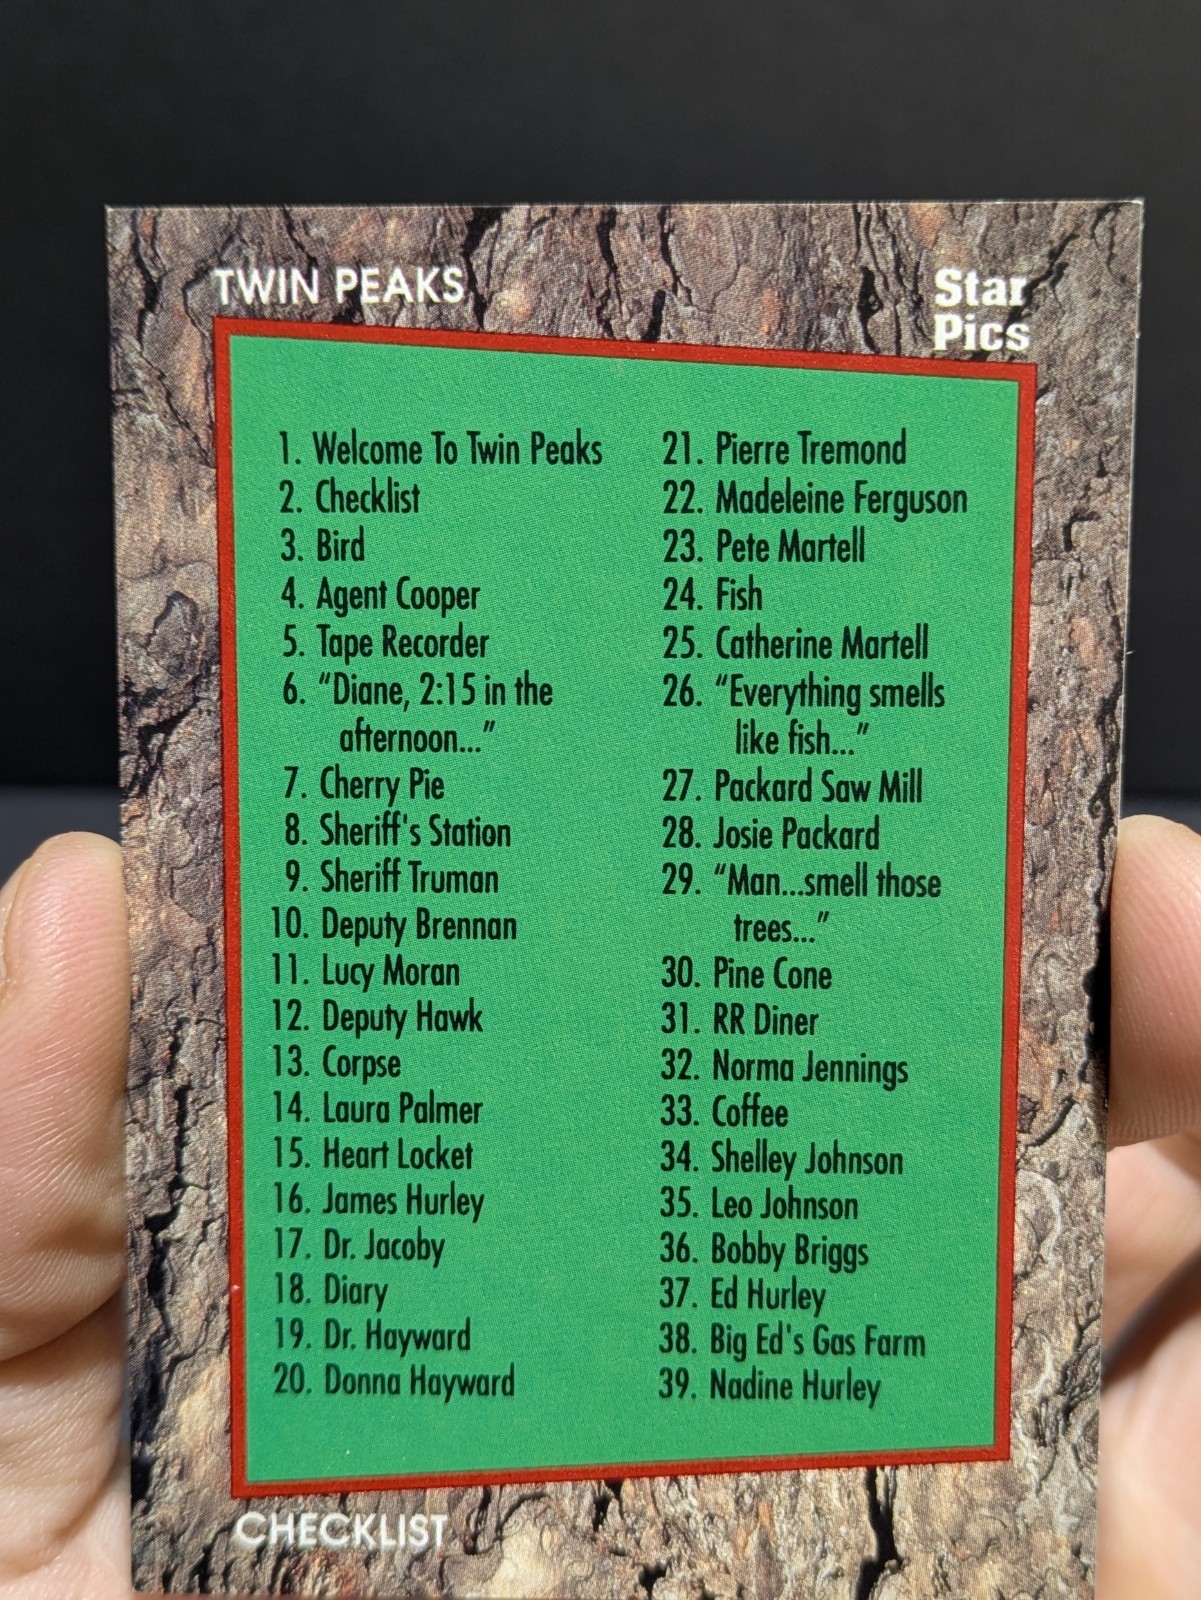 TWIN PEAKS
Star
Pics
1. Welcome To Twin Peaks
2. Checklist
3. Bird
4. Agent Cooper
5. Tape Recorder
6. “Diane, 2:15 in the
afternoon...”
7. Cherry Pie
8. Sheriff's Station
9. Sheriff Truman
10. Deputy Brennan
11. Lucy Moran
12. Deputy Hawk
13. Corpse
14. Laura Palmer
15. Heart Locket
16. James Hurley
17. Dr. Jacoby
18. Diary
19. Dr. Hayward
20. Donna Hayward
21. Pierre Tremond
22. Madeleine Ferguson
23. Pete Martell
24. Fish
25. Catherine Martell
26. “Everything smells
like fish...”
27. Packard Saw Mill
28. Josie Packard
29. “Man...smell those
trees...”
30. Pine Cone
31. RR Diner
32. Norma Jennings
33. Coffee
34. Shelley Johnson
35. Leo Johnson
36. Bobby Briggs
37. Ed Hurley
38. Big Ed's Gas Farm
39. Nadine Hurley
CHECKLIST